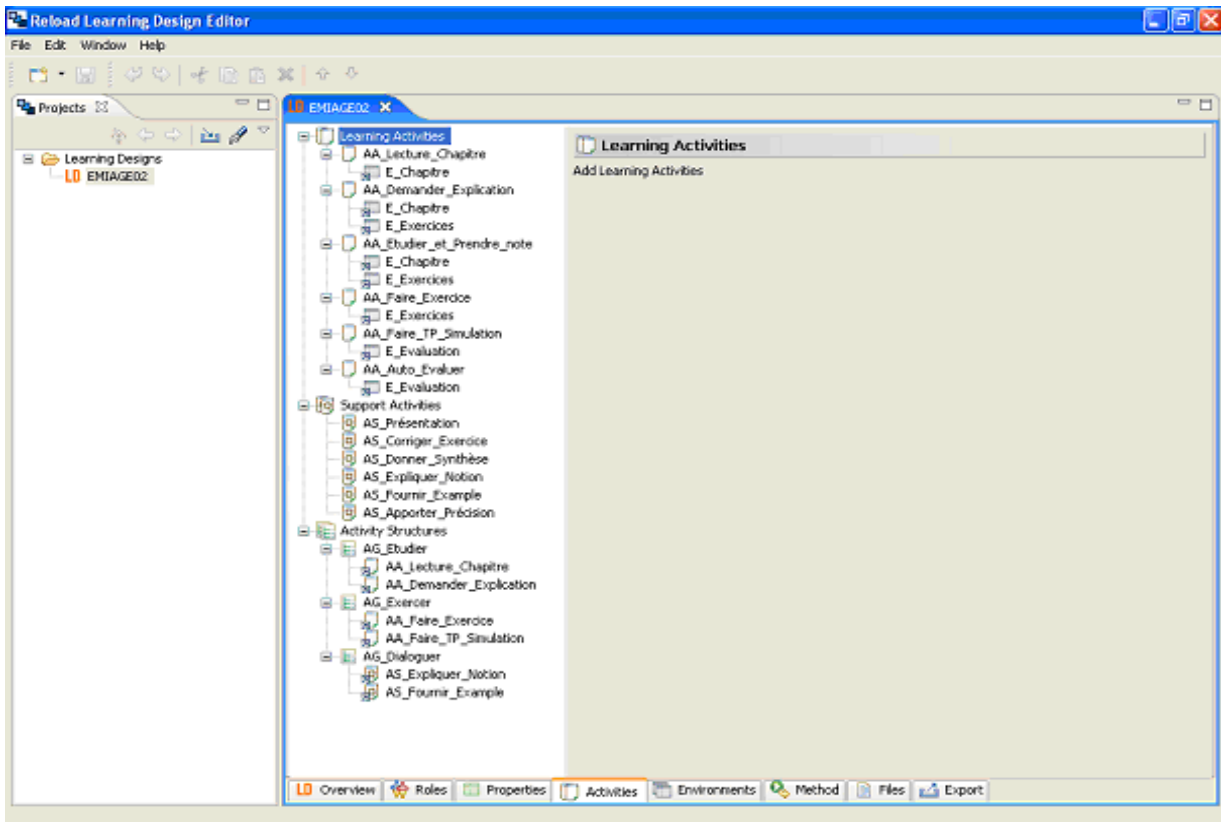 Reload Learning Design Editor
File Edit Window Help
Projects
EMIAGE02
Learning Designs
LD EMIAGE02
Learning Activities
AA_Lecture_Chapitre
E_Chapitre
AA_Demander_Explication
E_Chapitre
E_Exercices
AA_Etudier_et_Prendre_note
E_Chapitre
E_Exercices
AA_Faire_Exercice
E_Exercices
AA_Faire_TP_Simulation
E_Evaluation
AA_Auto_Evaluer
E_Evaluation
Support Activities
AS_Présentation
AS_Corriger_Exercice
AS_Donner_Synthèse
AS_Expliquer_Notion
AS_Fournir_Example
AS_Apporter_Précision
Activity Structures
AG_Etudier
AA_Lecture_Chapitre
AA_Demander_Explication
AG_Exercer
AA_Faire_Exercice
AA_Faire_TP_Simulation
AG_Dialoguer
AS_Expliquer_Notion
AS_Fournir_Example
Learning Activities
Add Learning Activities
LD Overview Roles Properties Activities Environments Method Files Export